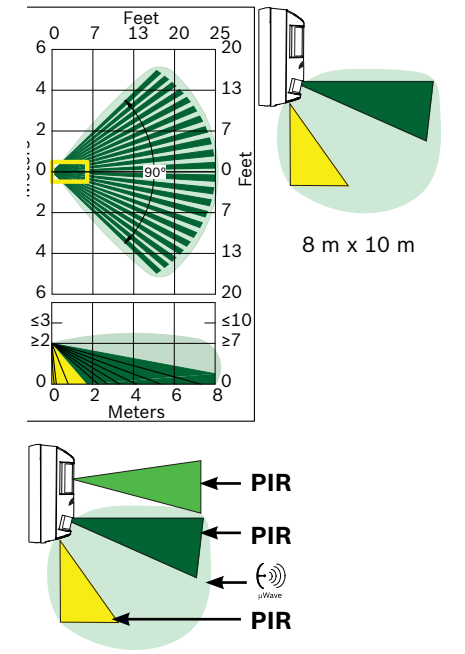 Feet
0 7 13 20 25
6 20
4 13
2 7
0 90° 0
Feet
2 7
4 13
6 20
≤3 ≤10
≥2 ≥7
0 0
0 2 4 6 8
Meters
8 m x 10 m
PIR
PIR
µWave
PIR